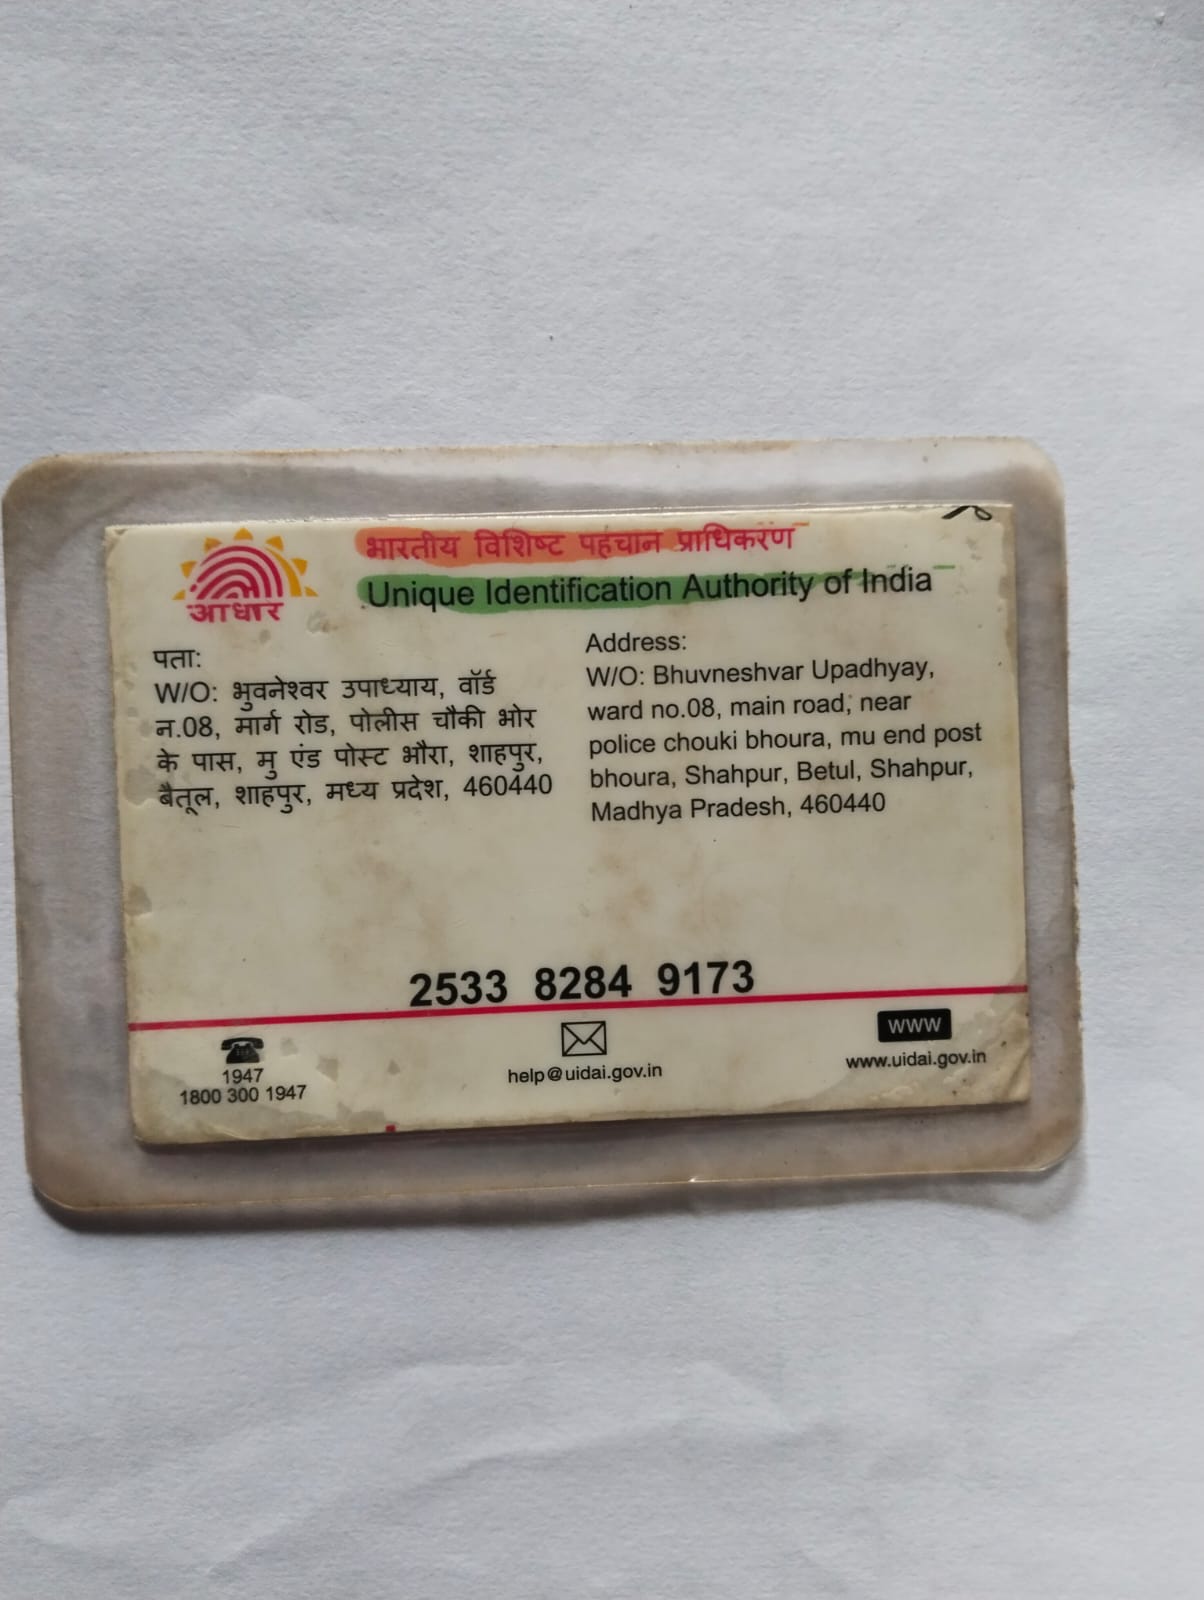 आधार
भारतीय विशिष्ट पहचान प्राधिकरण
Unique Identification Authority of India
पता:
W/O: भुवनेश्वर उपाध्याय, वॉर्ड
न.08, मार्ग रोड, पोलीस चौकी भोर
के पास, मु एंड पोस्ट भौरा, शाहपुर,
बैतूल, शाहपुर, मध्य प्रदेश, 460440
Address:
W/O: Bhuvneshvar Upadhyay,
ward no.08, main road, near
police chouki bhoura, mu end post
bhoura, Shahpur, Betul, Shahpur,
Madhya Pradesh, 460440
2533 8284 9173
1947
1800 300 1947
help@uidai.gov.in
www
www.uidai.gov.in